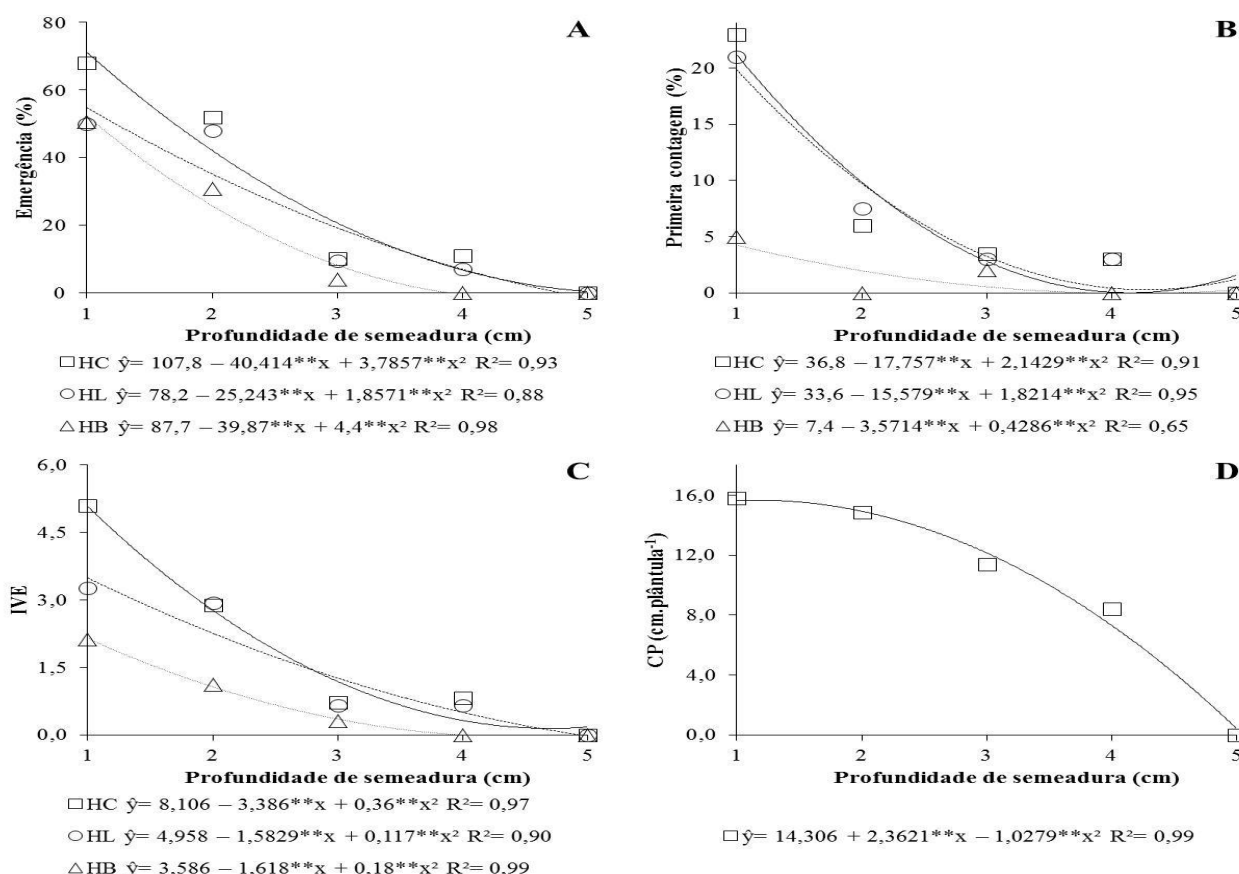 A
Emergência (%)
80
60
40
20
0
1 2 3 4 5
Profundidade de semeadura (cm)
HC ŷ= 107,8 – 40,414**x + 3,7857**x² R²= 0,93
HL ŷ= 78,2 – 25,243**x + 1,8571**x² R²= 0,88
HB ŷ= 87,7 – 39,87**x + 4,4**x² R²= 0,98
B
Primeira contagem (%)
20
15
10
5
0
1 2 3 4 5
Profundidade de semeadura (cm)
HC ŷ= 36,8 – 17,757**x + 2,1429**x² R²= 0,91
HL ŷ= 33,6 – 15,579**x + 1,8214**x² R²= 0,95
HB ŷ= 7,4 – 3,5714**x + 0,4286**x² R²= 0,65
C
IVE
6,0
4,5
3,0
1,5
0,0
1 2 3 4 5
Profundidade de semeadura (cm)
HC ŷ= 8,106 – 3,386**x + 0,36**x² R²= 0,97
HL ŷ= 4,958 – 1,5829**x + 0,117**x² R²= 0,90
HB ŷ= 3,586 – 1,618**x + 0,18**x² R²= 0,99
D
CP (cm.plântula⁻¹)
16,0
12,0
8,0
4,0
0,0
1 2 3 4 5
Profundidade de semeadura (cm)
ŷ= 14,306 + 2,3621**x – 1,0279**x² R²= 0,99